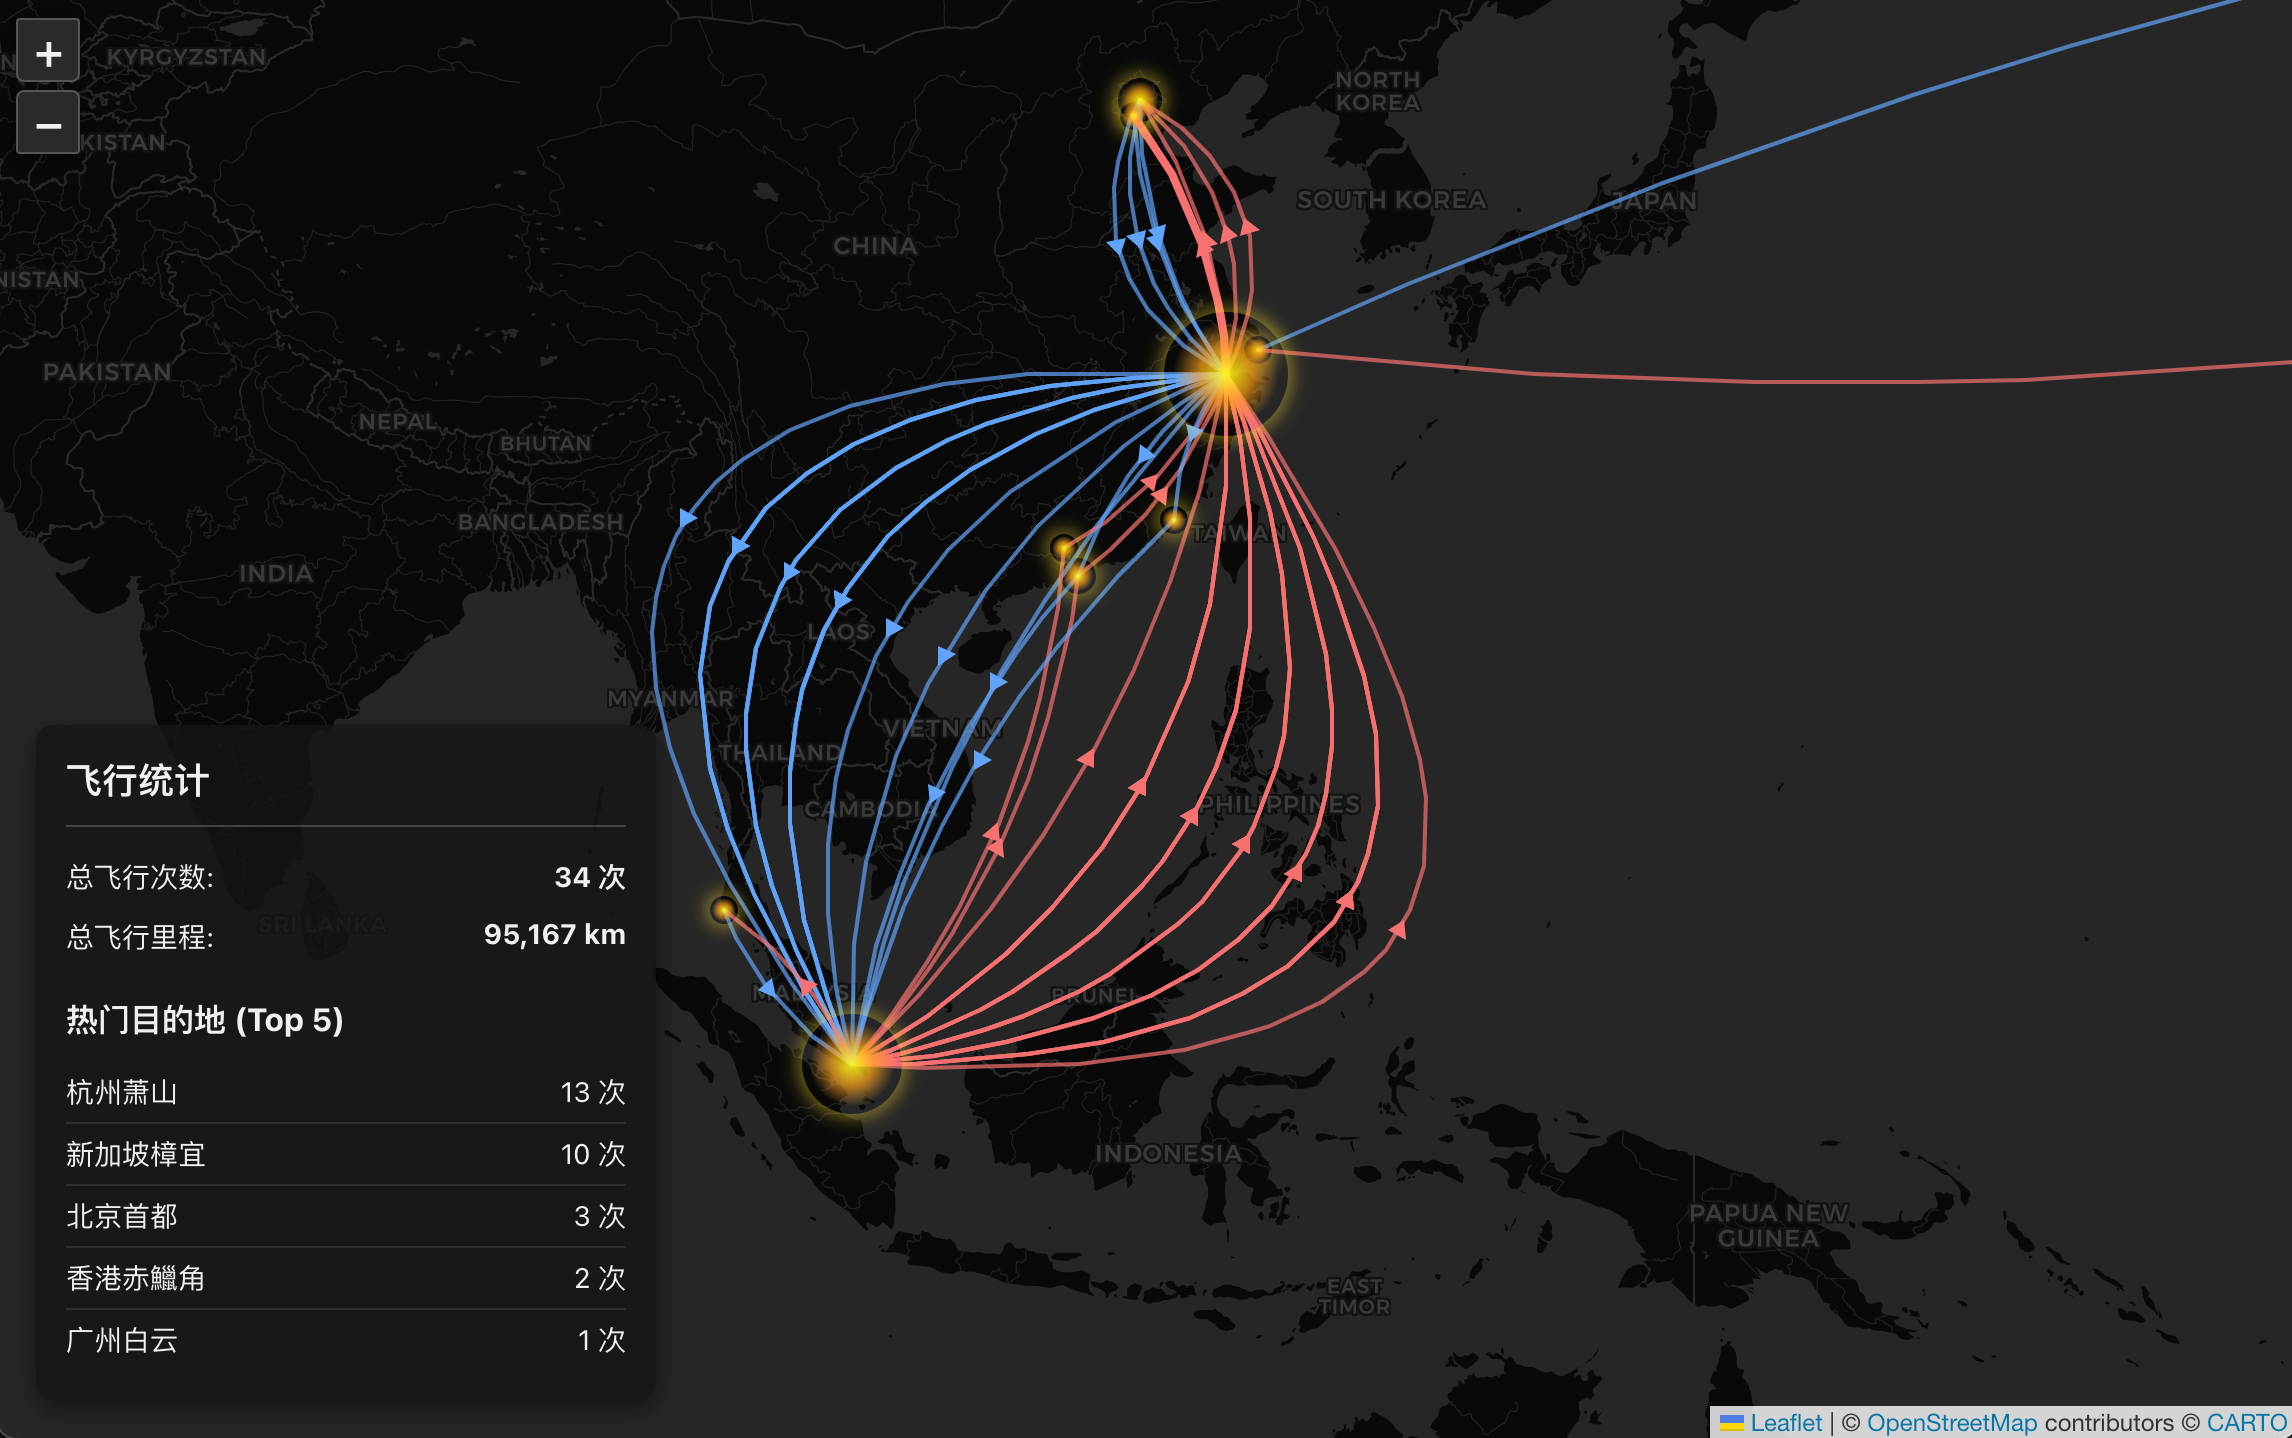 +
−
KYRGYZSTAN
KISTAN
NISTAN
PAKISTAN
NEPAL
BHUTAN
BANGLADESH
INDIA
CHINA
NORTH
KOREA
SOUTH KOREA
JAPAN
TAIWAN
LAOS
MYANMAR
VIETNAM
THAILAND
CAMBODIA
PHILIPPINES
SRI LANKA
MALAYSIA
BRUNEI
INDONESIA
EAST
TIMOR
PAPUA NEW
GUINEA
飞行统计
总飞行次数: 34 次
总飞行里程: 95,167 km
热门目的地 (Top 5)
杭州萧山 13 次
新加坡樟宜 10 次
北京首都 3 次
香港赤鱲角 2 次
广州白云 1 次
Leaflet | © OpenStreetMap contributors © CARTO